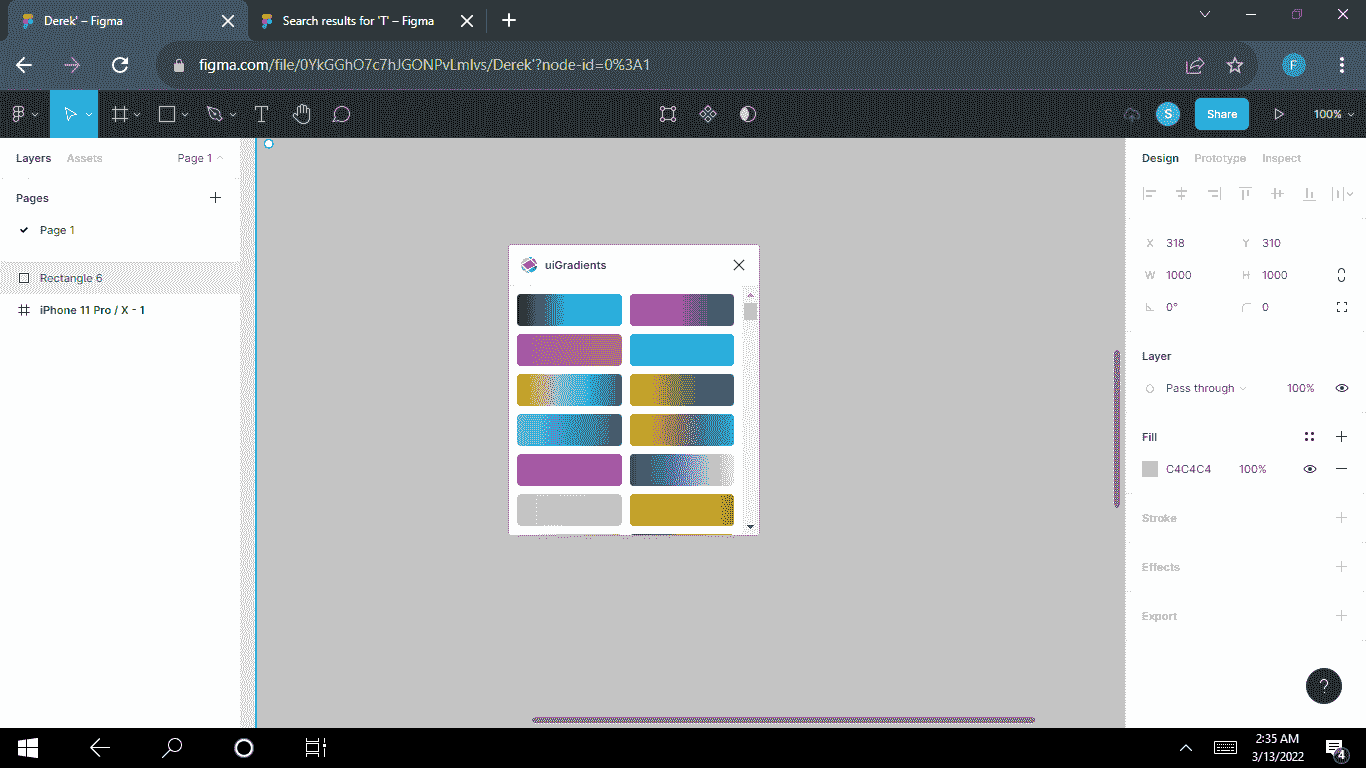 Derek' – Figma
Search results for 'T' – Figma
figma.com/file/0YkGGhO7c7hJGONPvLmlvs/Derek'?node-id=0%3A1
F
S
Share
100%
Layers
Assets
Page 1
Design
Prototype
Inspect
Pages
Page 1
X 318
Y 310
uiGradients
Rectangle 6
W 1000
H 1000
iPhone 11 Pro / X - 1
0°
0
Layer
Pass through
100%
Fill
C4C4C4
100%
Stroke
Effects
Export
?
2:35 AM
3/13/2022
4